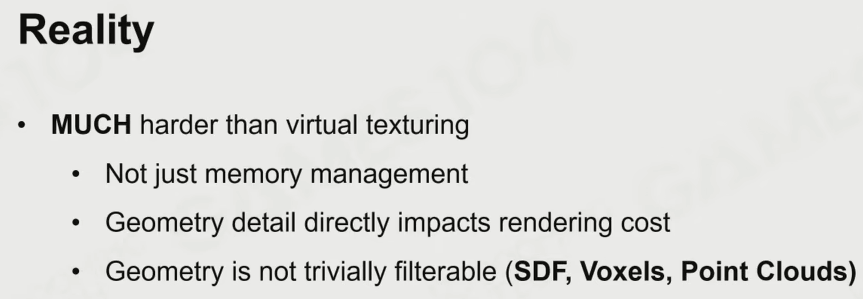 Reality
• MUCH harder than virtual texturing
• Not just memory management
• Geometry detail directly impacts rendering cost
• Geometry is not trivially filterable (SDF, Voxels, Point Clouds)